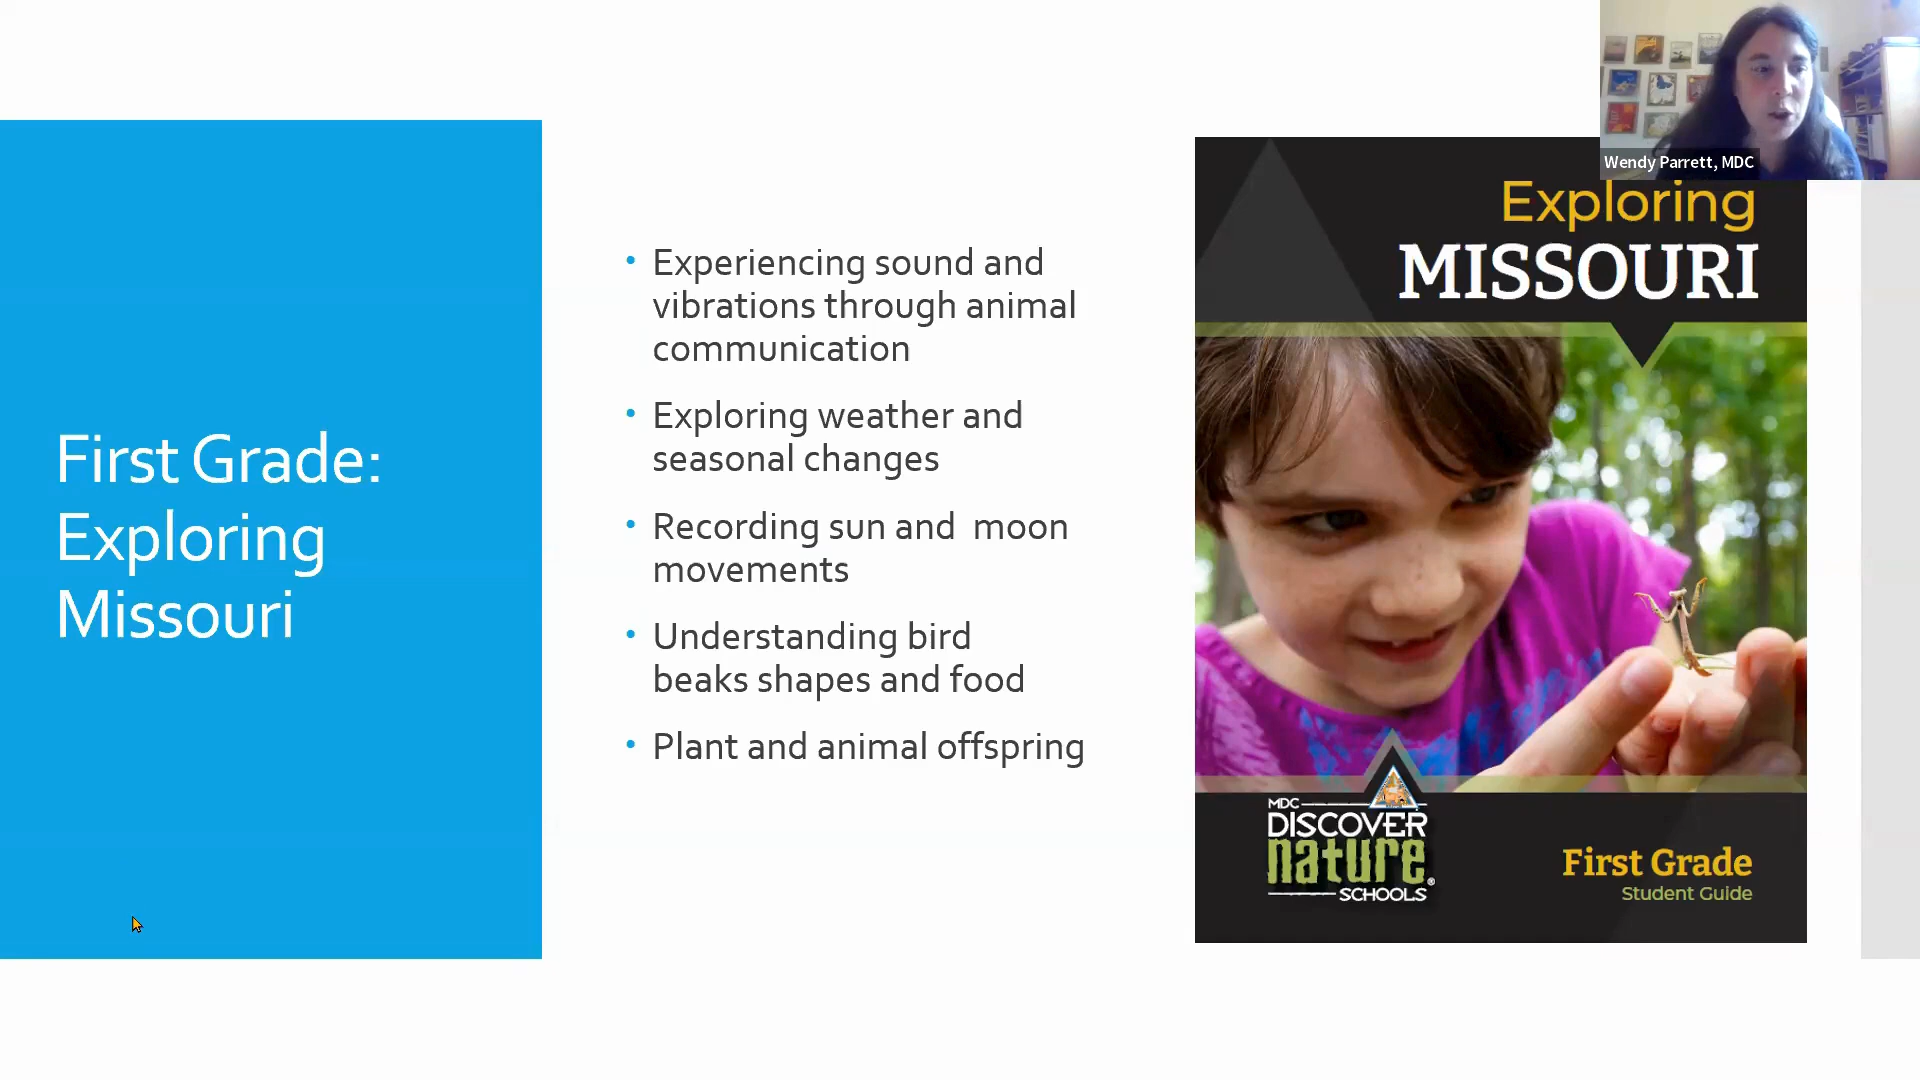 First Grade:
Exploring
Missouri
• Experiencing sound and
vibrations through animal
communication
• Exploring weather and
seasonal changes
• Recording sun and  moon
movements
• Understanding bird
beaks shapes and food
• Plant and animal offspring
Wendy Parrett, MDC
Exploring
MISSOURI
MDC
DISCOVER
nature®
SCHOOLS
First Grade
Student Guide